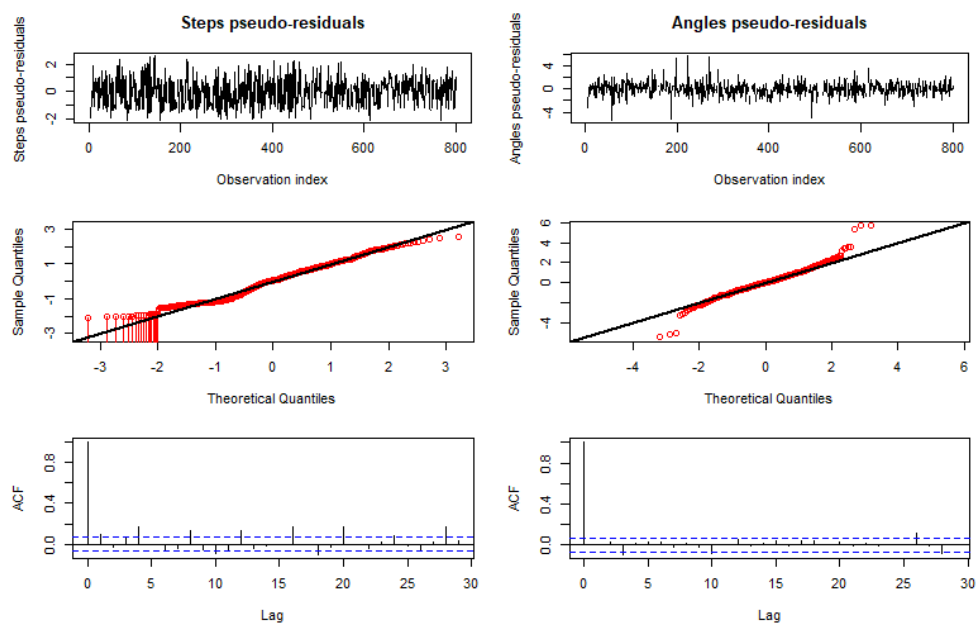 Steps pseudo-residuals
Steps pseudo-residuals
-2 0 2
0 200 400 600 800
Observation index
Angles pseudo-residuals
Angles pseudo-residuals
-4 0 4
0 200 400 600 800
Observation index
Sample Quantiles
-3 -1 1 3
-3 -2 -1 0 1 2 3
Theoretical Quantiles
Sample Quantiles
-4 0 2 4 6
-4 -2 0 2 4 6
Theoretical Quantiles
ACF
0.0 0.4 0.8
0 5 10 15 20 25 30
Lag
ACF
0.0 0.4 0.8
0 5 10 15 20 25 30
Lag